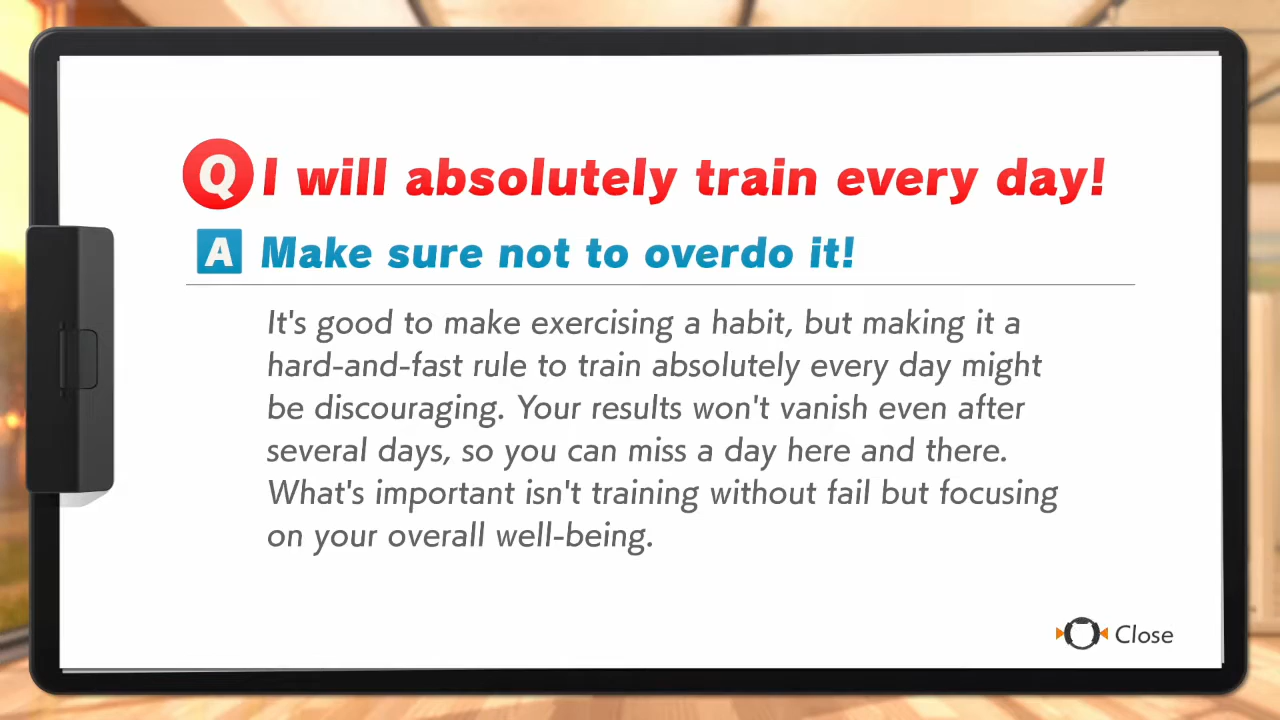 Q I will absolutely train every day!
A Make sure not to overdo it!
It's good to make exercising a habit, but making it a
hard-and-fast rule to train absolutely every day might
be discouraging. Your results won't vanish even after
several days, so you can miss a day here and there.
What's important isn't training without fail but focusing
on your overall well-being.
Close